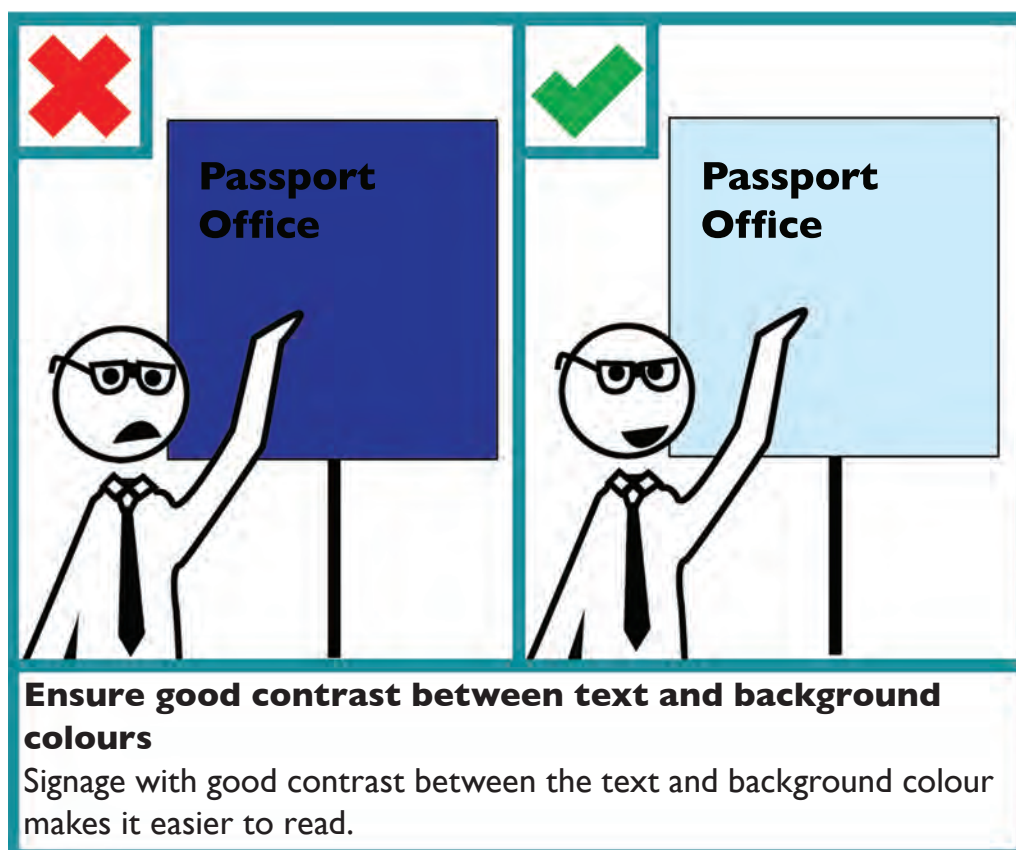 Passport
Office
Passport
Office
Ensure good contrast between text and background
colours
Signage with good contrast between the text and background colour
makes it easier to read.